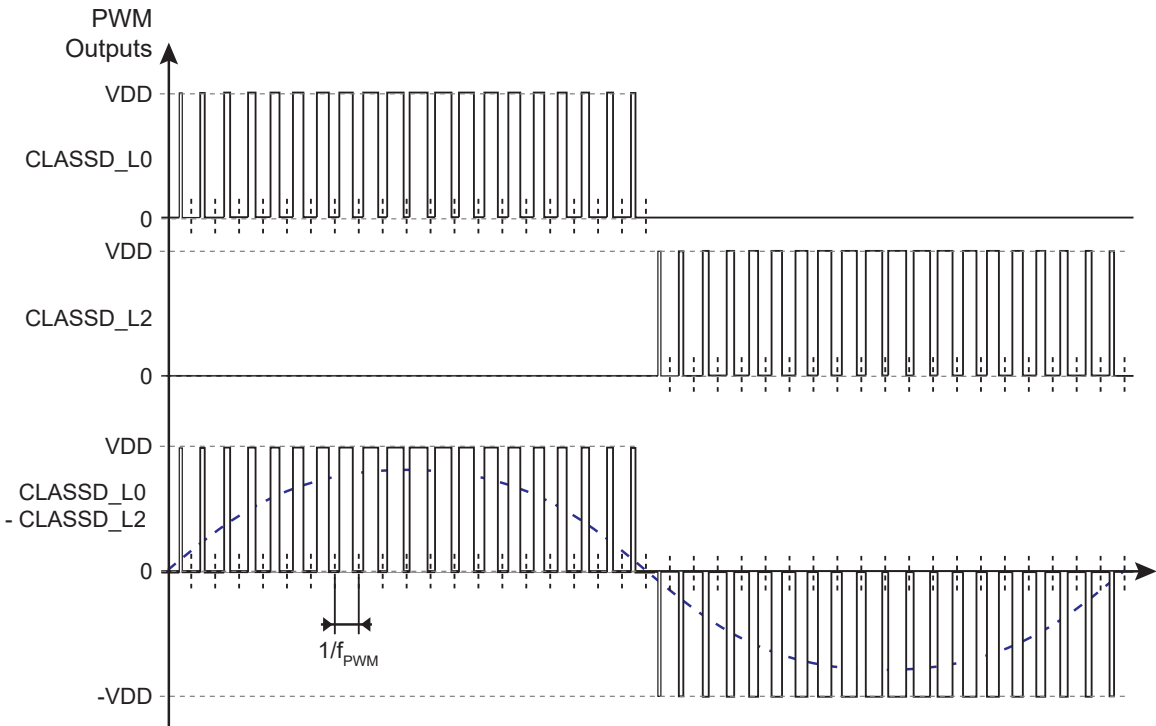 PWM
Outputs
VDD
CLASSD_L0
0
VDD
CLASSD_L2
0
VDD
CLASSD_L0
- CLASSD_L2
0
1/fPWM
-VDD